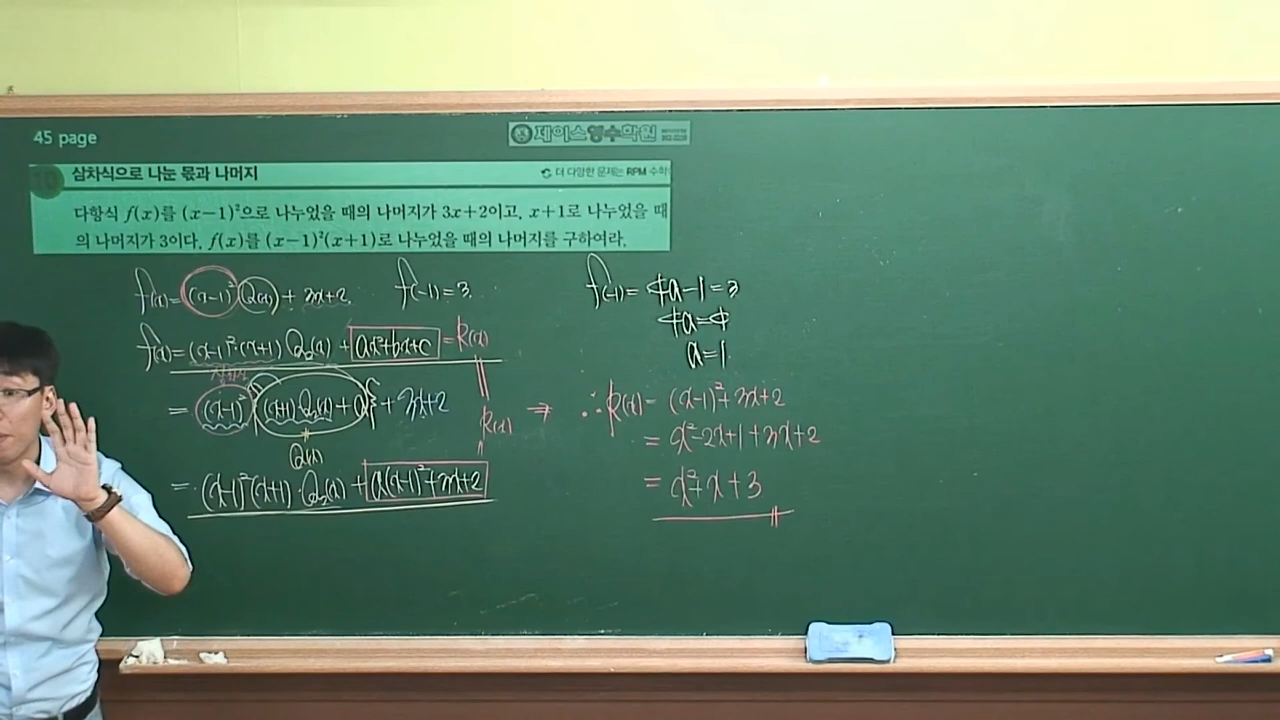 45 page
제이스영수학원
삼차식으로 나눈 몫과 나머지
더 다양한 문제는 RPM 수학
다항식 f(x)를 (x-1)²으로 나누었을 때의 나머지가 3x+2이고, x+1로 나누었을 때
의 나머지가 3이다. f(x)를 (x-1)²(x+1)로 나누었을 때의 나머지를 구하여라.
f(x)=(x-1)² Q(x) + 3x+2. f(-1)=3.
f(x)=(x-1)²·(x+1) Q₂(x) + ax²+bx+c = R(x)
삼차식
= (x-1)² {(x+1)Q₂(x)+a} + 3x+2
Q(x)
= (x-1)²(x+1)·Q₂(x) + a(x-1)²+3x+2
R(x) ⇒
f(-1)= 4a-1=3
4a=4
a=1.
∴ R(x)= (x-1)²+3x+2
= x²-2x+1+3x+2
= x²+x+3